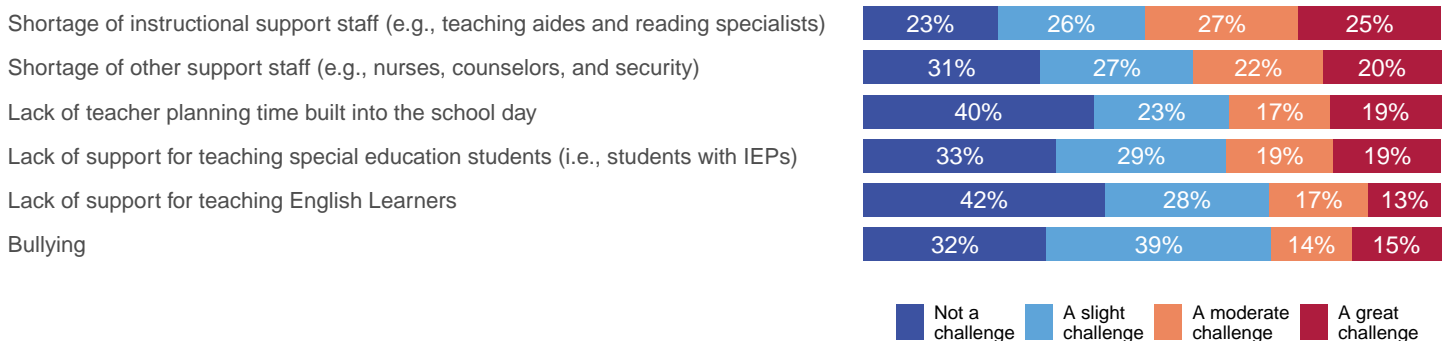 Shortage of instructional support staff (e.g., teaching aides and reading specialists) 23% 26% 27% 25%
Shortage of other support staff (e.g., nurses, counselors, and security) 31% 27% 22% 20%
Lack of teacher planning time built into the school day 40% 23% 17% 19%
Lack of support for teaching special education students (i.e., students with IEPs) 33% 29% 19% 19%
Lack of support for teaching English Learners 42% 28% 17% 13%
Bullying 32% 39% 14% 15%
Not a challenge
A slight challenge
A moderate challenge
A great challenge